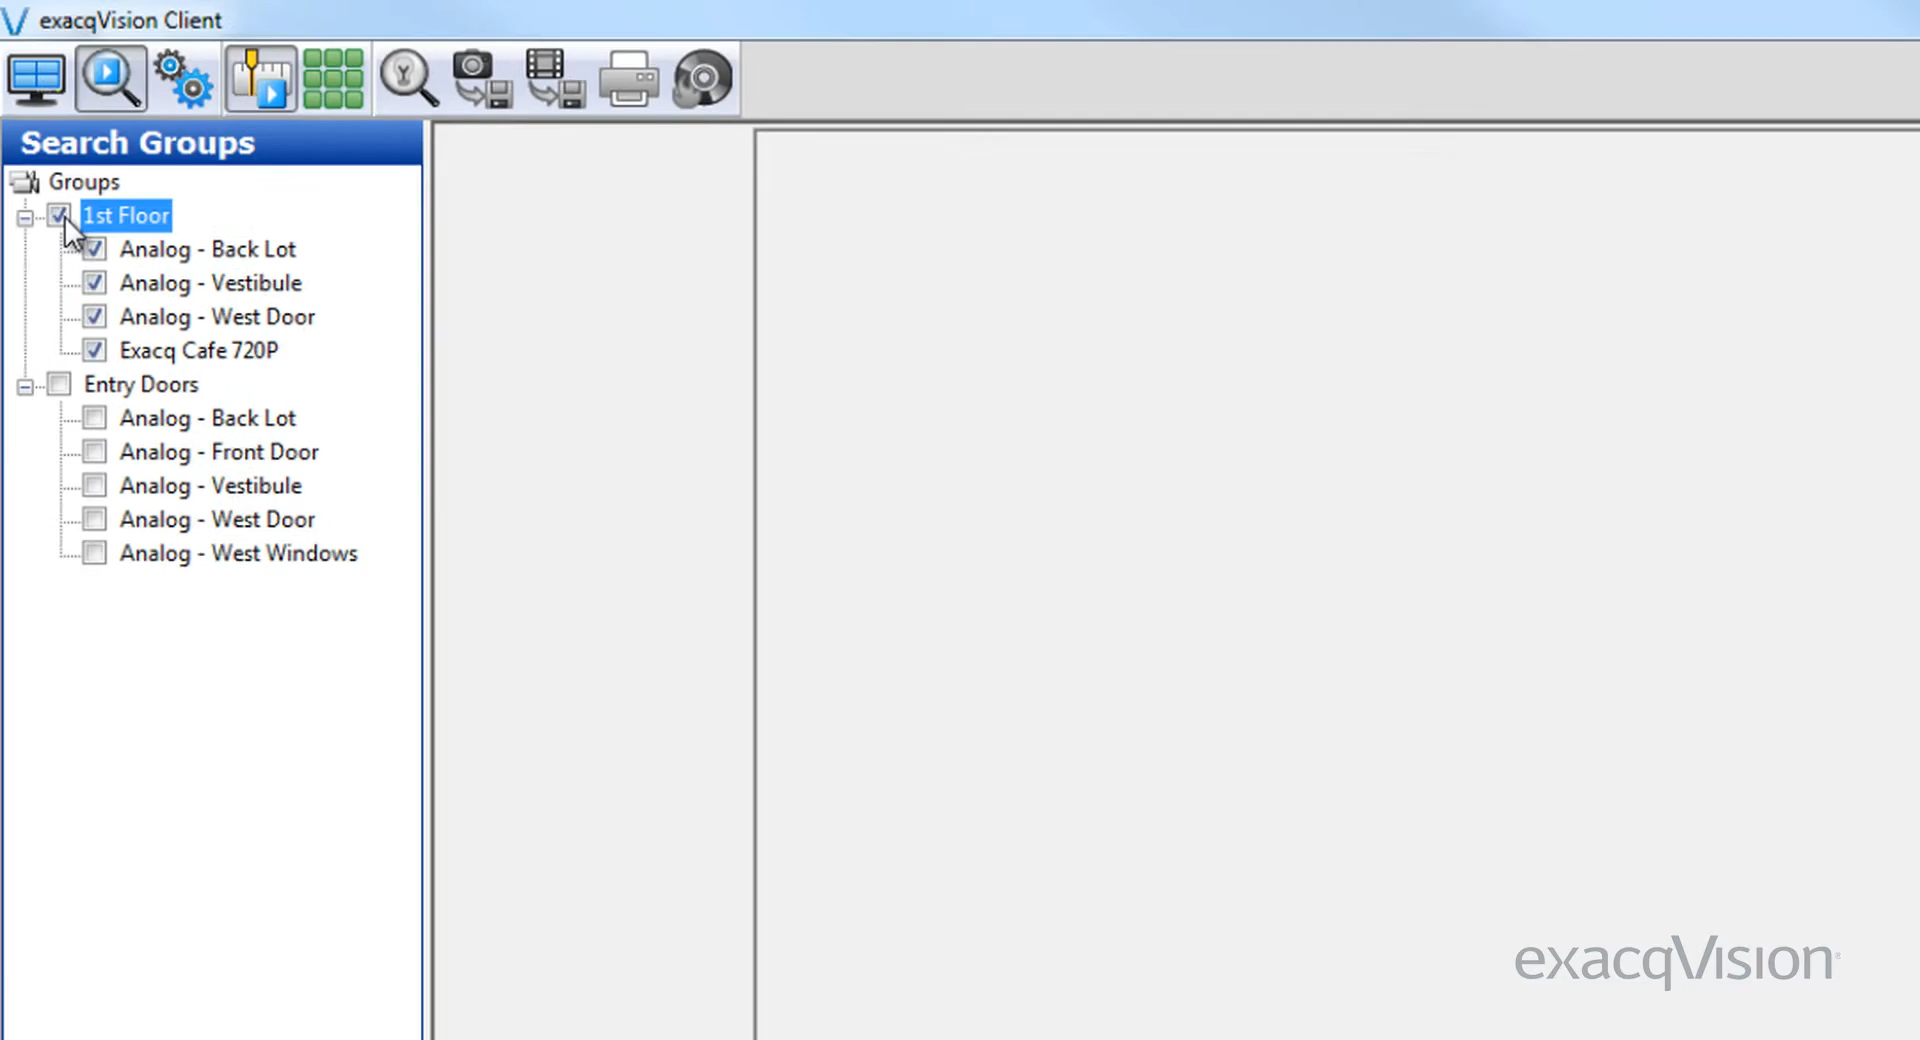 exacqVision Client
Search Groups
Groups
1st Floor
Analog - Back Lot
Analog - Vestibule
Analog - West Door
Exacq Cafe 720P
Entry Doors
Analog - Back Lot
Analog - Front Door
Analog - Vestibule
Analog - West Door
Analog - West Windows
exacqVision